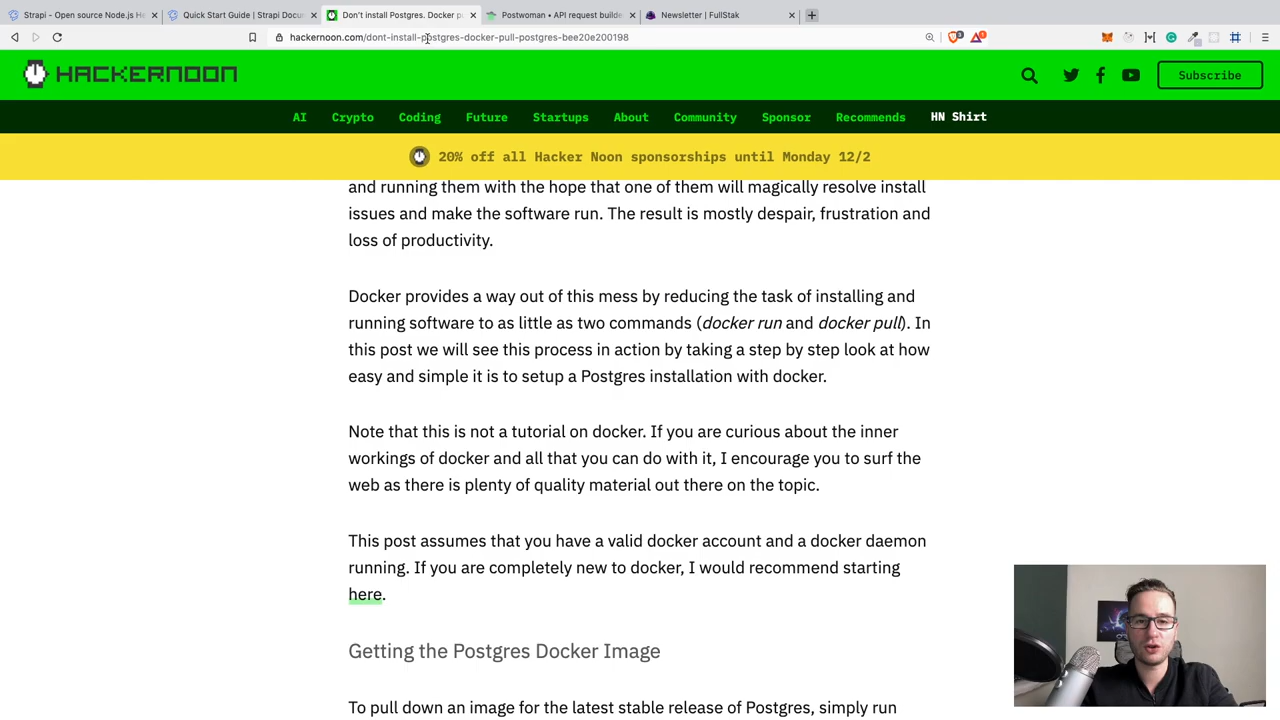 Strapi - Open source Node.js He
Quick Start Guide | Strapi Docu
Don't install Postgres. Docker p
Postwoman • API request builde
Newsletter | FullStak
hackernoon.com/dont-install-postgres-docker-pull-postgres-bee20e200198
HACKERNOON
Subscribe
AI Crypto Coding Future Startups About Community Sponsor Recommends HN Shirt
20% off all Hacker Noon sponsorships until Monday 12/2
and running them with the hope that one of them will magically resolve install
issues and make the software run. The result is mostly despair, frustration and
loss of productivity.
Docker provides a way out of this mess by reducing the task of installing and
running software to as little as two commands (docker run and docker pull). In
this post we will see this process in action by taking a step by step look at how
easy and simple it is to setup a Postgres installation with docker.
Note that this is not a tutorial on docker. If you are curious about the inner
workings of docker and all that you can do with it, I encourage you to surf the
web as there is plenty of quality material out there on the topic.
This post assumes that you have a valid docker account and a docker daemon
running. If you are completely new to docker, I would recommend starting
here.
Getting the Postgres Docker Image
To pull down an image for the latest stable release of Postgres, simply run